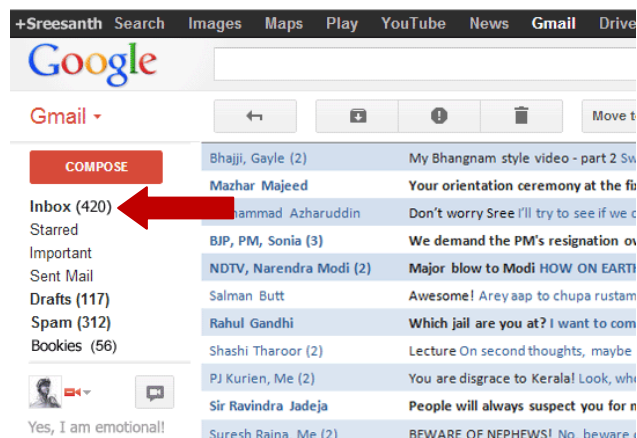 +Sreesanth Search Images Maps Play YouTube News Gmail Drive
Google
Gmail
Move t
COMPOSE
Inbox (420)
Starred
Important
Sent Mail
Drafts (117)
Spam (312)
Bookies (56)
Yes, I am emotional!
Bhajji, Gayle (2) My Bhangnam style video - part 2 Sw
Mazhar Majeed Your orientation ceremony at the fi
ammad Azharuddin Don't worry Sree I'll try to see if we c
BJP, PM, Sonia (3) We demand the PM's resignation ov
NDTV, Narendra Modi (2) Major blow to Modi HOW ON EARTH
Salman Butt Awesome! Arey aap to chupa rustam
Rahul Gandhi Which jail are you at? I want to com
Shashi Tharoor (2) Lecture On second thoughts, maybe
PJ Kurien, Me (2) You are disgrace to Kerala! Look, whe
Sir Ravindra Jadeja People will always suspect you for m
Suresh Raina, Me (2) BEWARE OF NEPHEWS! No, beware